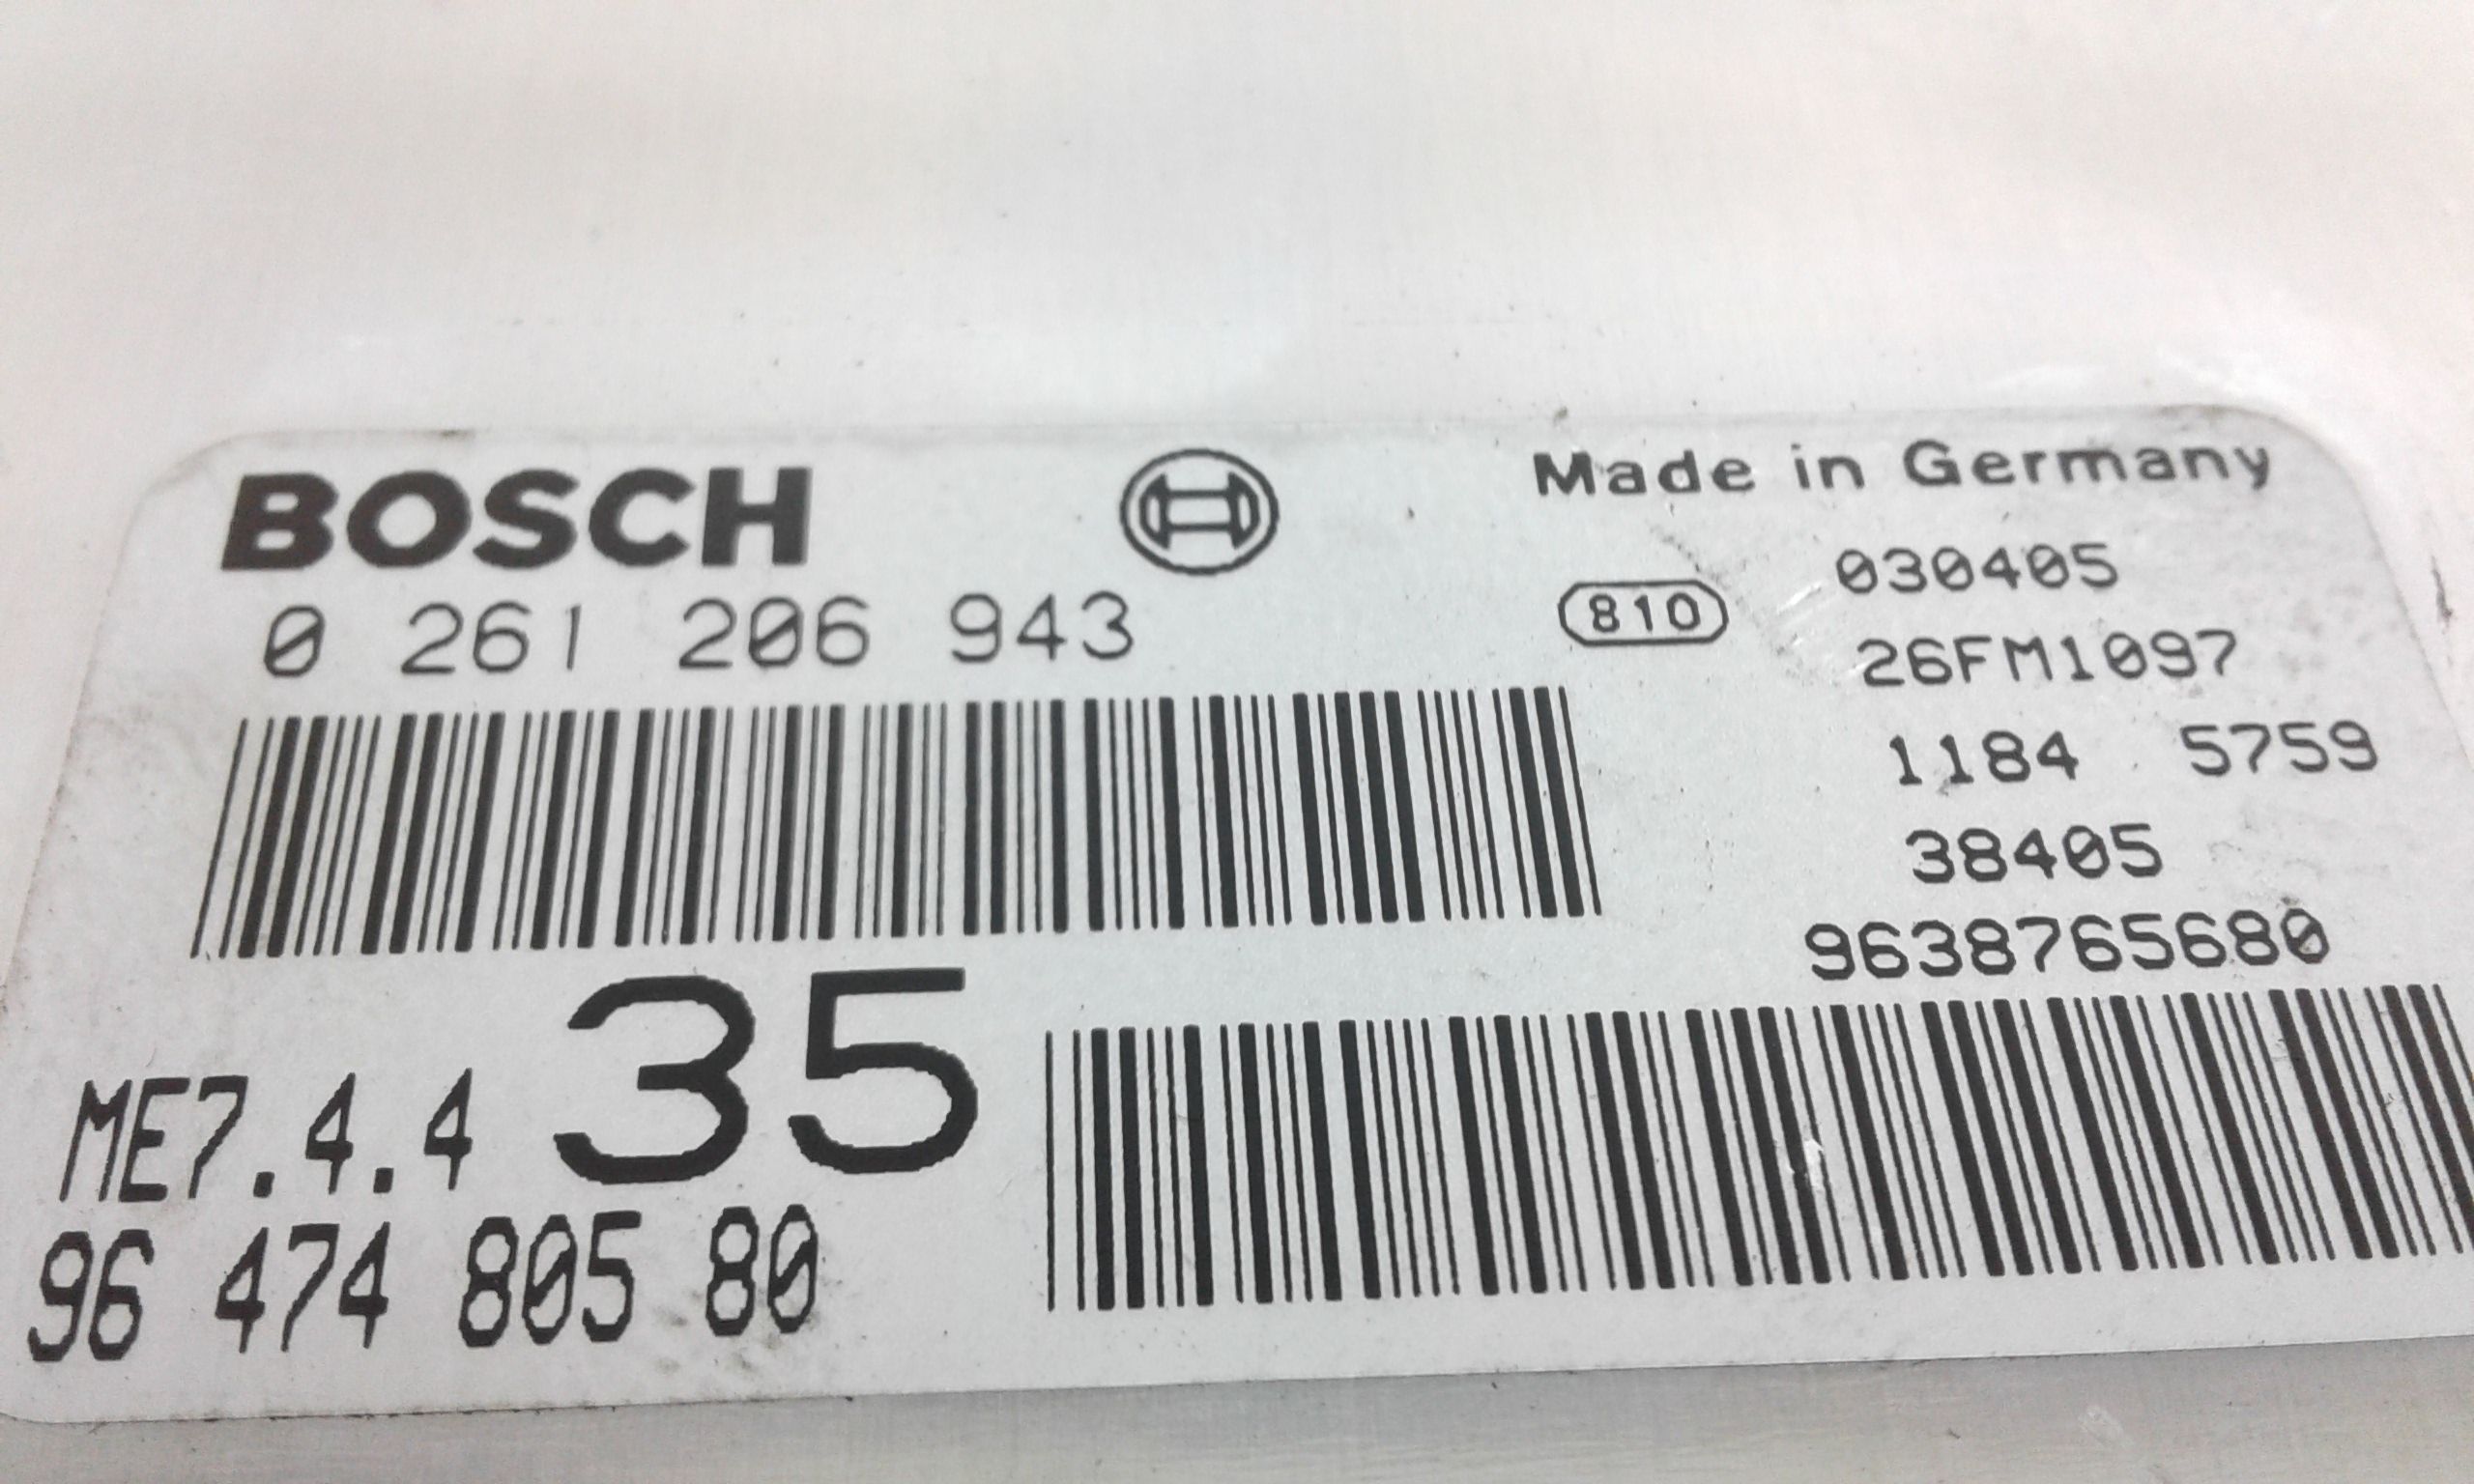 BOSCH
Made in Germany
0 261 206 943
810
030405
26FM1097
1184 5759
38405
9638765680
ME7.4.4 35
96 474 805 80